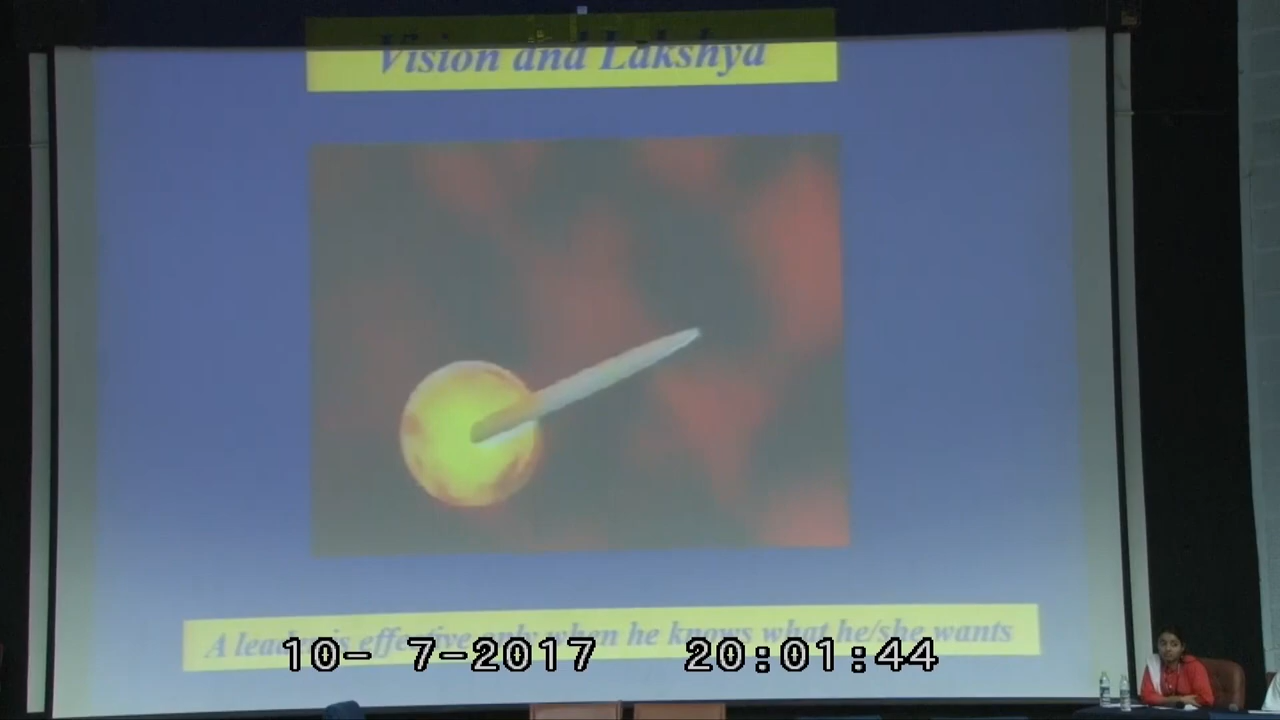 Vision and Lakshya
A leader is effective only when he knows what he/she wants
10- 7-2017 20:01:44